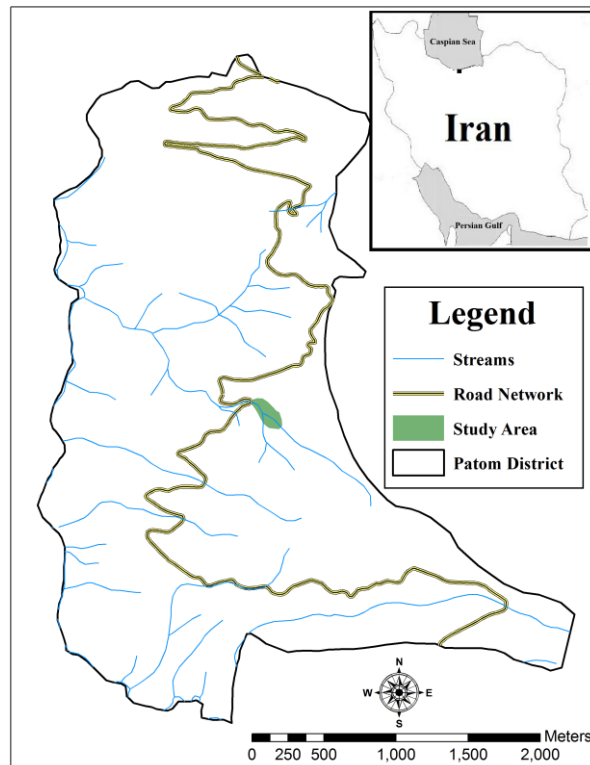 Caspian Sea
Iran
Persian Gulf
Legend
Streams
Road Network
Study Area
Patom District
N
W E
S
Meters
0 250 500 1,000 1,500 2,000